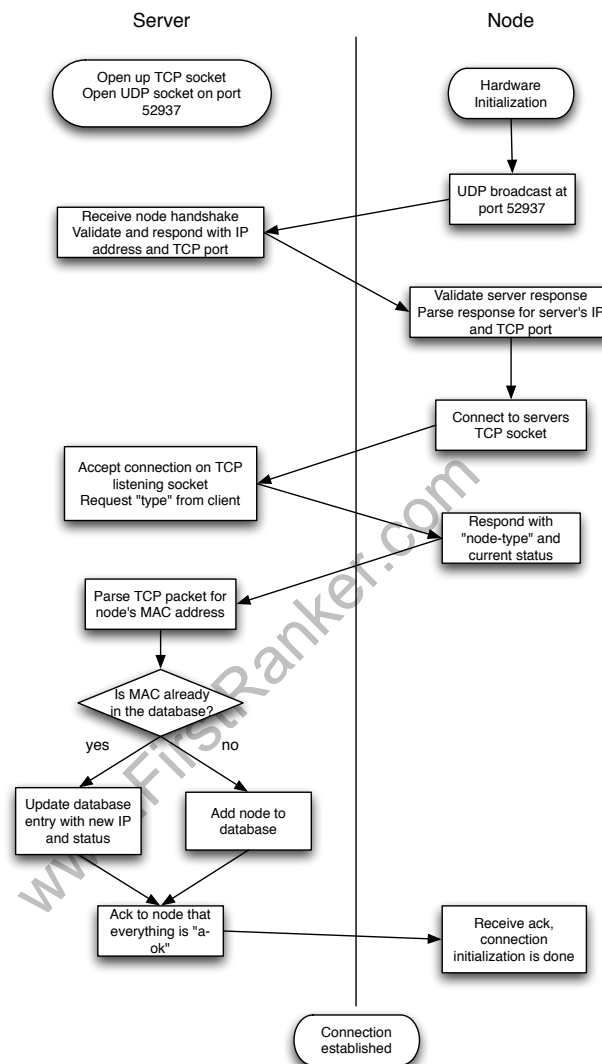 Server
Node
Open up TCP socket
Open UDP socket on port
52937
Hardware
Initialization
UDP broadcast at
port 52937
Receive node handshake
Validate and respond with IP
address and TCP port
Validate server response
Parse response for server's IP
and TCP port
Connect to servers
TCP socket
Accept connection on TCP
listening socket
Request "type" from client
Respond with
"node-type" and
current status
Parse TCP packet for
node's MAC address
Is MAC already
in the database?
yes
no
Update database
entry with new IP
and status
Add node to
database
Ack to node that
everything is "a-
ok"
Receive ack,
connection
initialization is done
Connection
established
www.FirstRanker.com